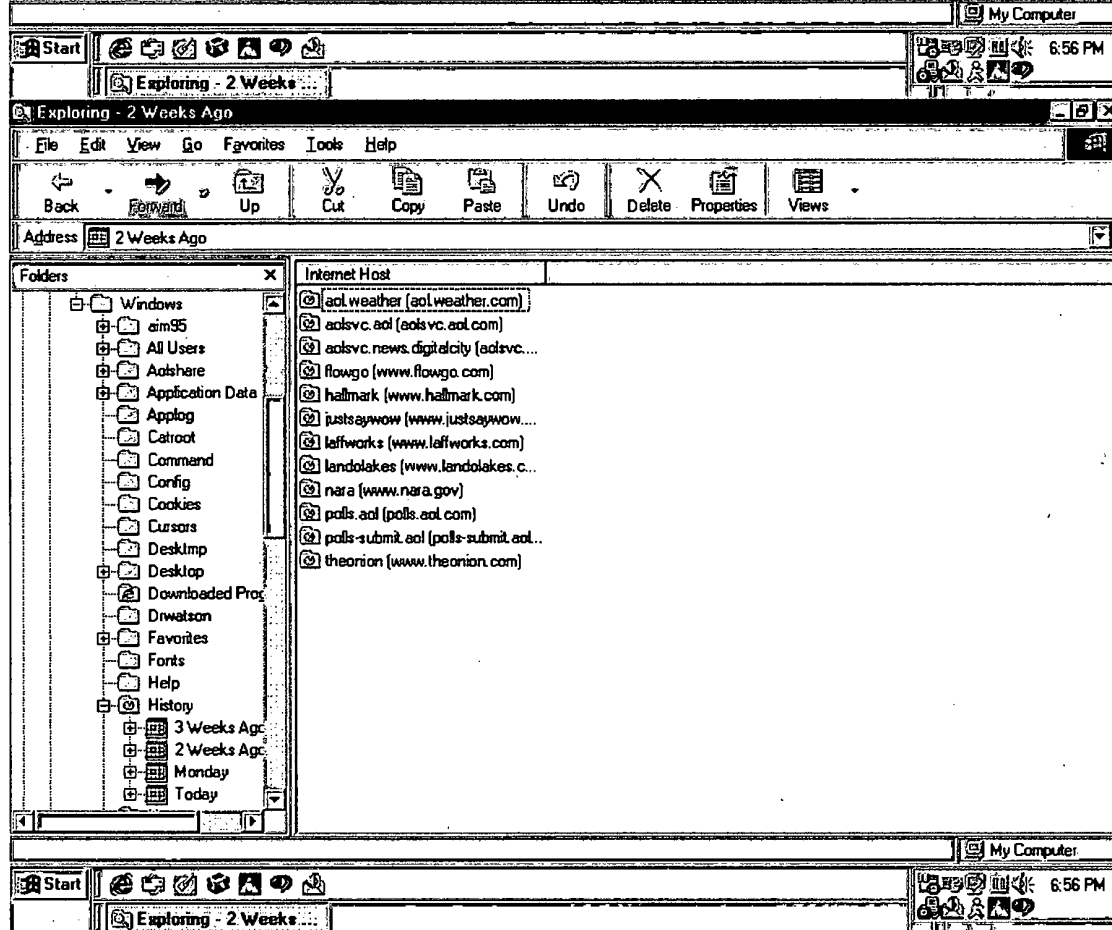 My Computer
Start 6:56 PM
Exploring - 2 Weeks ...
Exploring - 2 Weeks Ago
File Edit View Go Favorites Tools Help
Back Forward Up Cut Copy Paste Undo Delete Properties Views
Address 2 Weeks Ago
Folders
Windows
aim95
All Users
Aolshare
Application Data
Applog
Catroot
Command
Config
Cookies
Cursors
Desktmp
Desktop
Downloaded Prog
Drwatson
Favorites
Fonts
Help
History
3 Weeks Ago
2 Weeks Ago
Monday
Today
Internet Host
aol.weather (aol.weather.com)
aolsvc.aol (aolsvc.aol.com)
aolsvc.news.digitalcity (aolsvc....
flowgo (www.flowgo.com)
hallmark (www.hallmark.com)
justsaywow (www.justsaywow....
laffworks (www.laffworks.com)
landolakes (www.landolakes.c...
nara (www.nara.gov)
polls.aol (polls.aol.com)
polls-submit.aol (polls-submit.aol...
theonion (www.theonion.com)
My Computer
Start 6:56 PM
Exploring - 2 Weeks ...